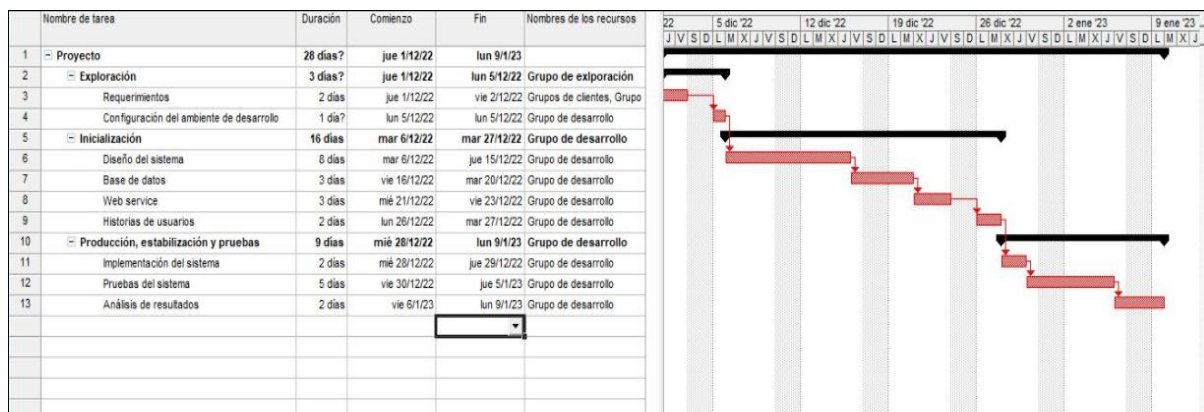 Nombre de tarea Duración Comienzo Fin Nombres de los recursos
22 5 dic '22 12 dic '22 19 dic '22 26 dic '22 2 ene '23 9 ene '23
J V S D L M X J V S D L M X J V S D L M X J V S D L M X J V S D L M X J V S D L M X J
1 Proyecto 28 días? jue 1/12/22 lun 9/1/23
2 Exploración 3 días? jue 1/12/22 lun 5/12/22 Grupo de exlporación
3 Requerimientos 2 días jue 1/12/22 vie 2/12/22 Grupos de clientes, Grupo
4 Configuración del ambiente de desarrollo 1 día? lun 5/12/22 lun 5/12/22 Grupo de desarrollo
5 Inicialización 16 días mar 6/12/22 mar 27/12/22 Grupo de desarrollo
6 Diseño del sistema 8 días mar 6/12/22 jue 15/12/22 Grupo de desarrollo
7 Base de datos 3 días vie 16/12/22 mar 20/12/22 Grupo de desarrollo
8 Web service 3 días mié 21/12/22 vie 23/12/22 Grupo de desarrollo
9 Historias de usuarios 2 días lun 26/12/22 mar 27/12/22 Grupo de desarrollo
10 Producción, estabilización y pruebas 9 días mié 28/12/22 lun 9/1/23 Grupo de desarrollo
11 Implementación del sistema 2 días mié 28/12/22 jue 29/12/22 Grupo de desarrollo
12 Pruebas del sistema 5 días vie 30/12/22 jue 5/1/23 Grupo de desarrollo
13 Análisis de resultados 2 días vie 6/1/23 lun 9/1/23 Grupo de desarrollo